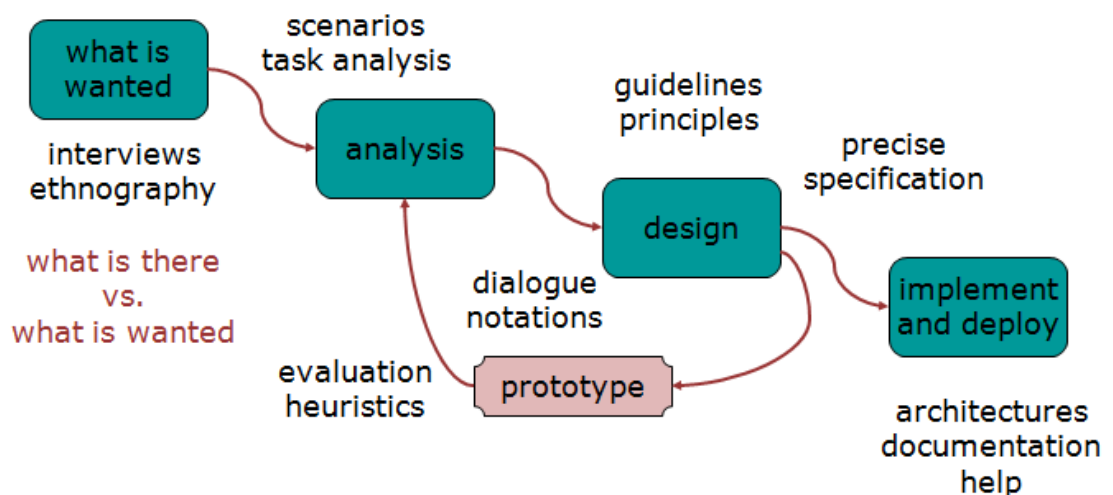 what is
wanted
scenarios
task analysis
interviews
ethnography
what is there
vs.
what is wanted
analysis
guidelines
principles
design
precise
specification
dialogue
notations
implement
and deploy
evaluation
heuristics
prototype
architectures
documentation
help